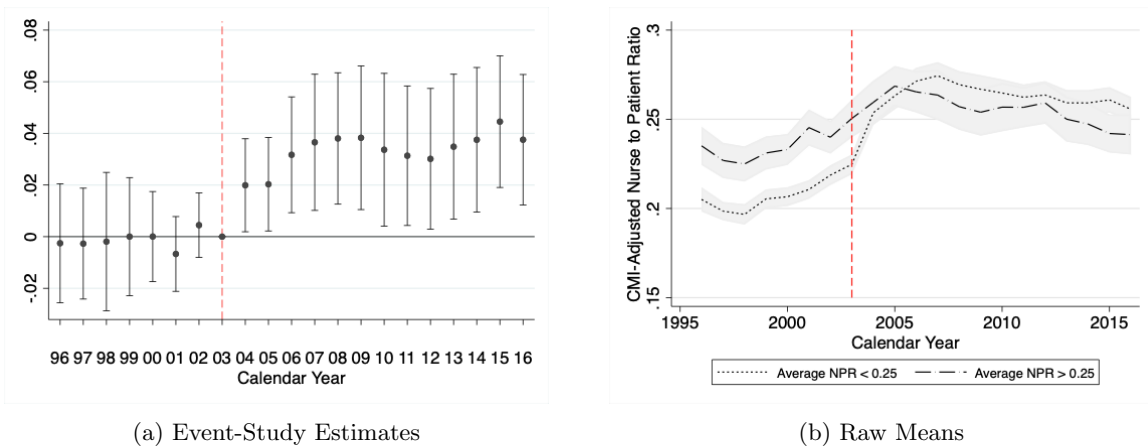 .08
.06
.04
.02
0
-.02
96 97 98 99 00 01 02 03 04 05 06 07 08 09 10 11 12 13 14 15 16
Calendar Year
(a) Event-Study Estimates
CMI-Adjusted Nurse to Patient Ratio
.3
.25
.2
.15
1995 2000 2005 2010 2015
Calendar Year
Average NPR < 0.25 Average NPR > 0.25
(b) Raw Means